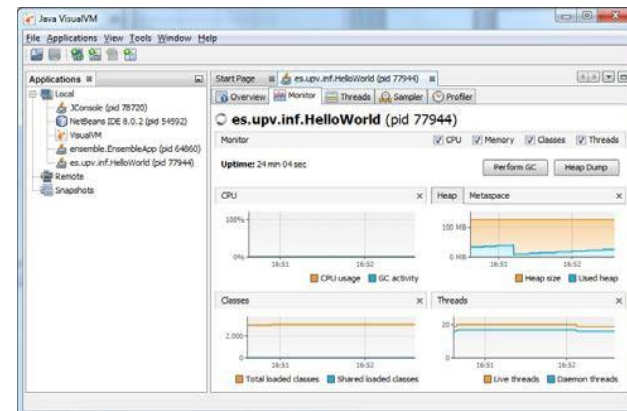 Java VisualVM
File Applications View Tools Window Help
Applications
Local
JConsole (pid 78720)
NetBeans IDE 8.0.2 (pid 54592)
VisualVM
ensemble.EnsembleApp (pid 64860)
es.upv.inf.HelloWorld (pid 77944)
Remote
Snapshots
Start Page es.upv.inf.HelloWorld (pid 77944)
Overview Monitor Threads Sampler Profiler
es.upv.inf.HelloWorld (pid 77944)
Monitor CPU Memory Classes Threads
Uptime: 24 min 04 sec Perform GC Heap Dump
CPU
100%
0%
16:51 16:52
CPU usage GC activity
Heap Metaspace
100 MB
0 MB
16:51 16:52
Heap size Used heap
Classes
2.000
0
16:51 16:52
Total loaded classes Shared loaded classes
Threads
20
0
16:51 16:52
Live threads Daemon threads